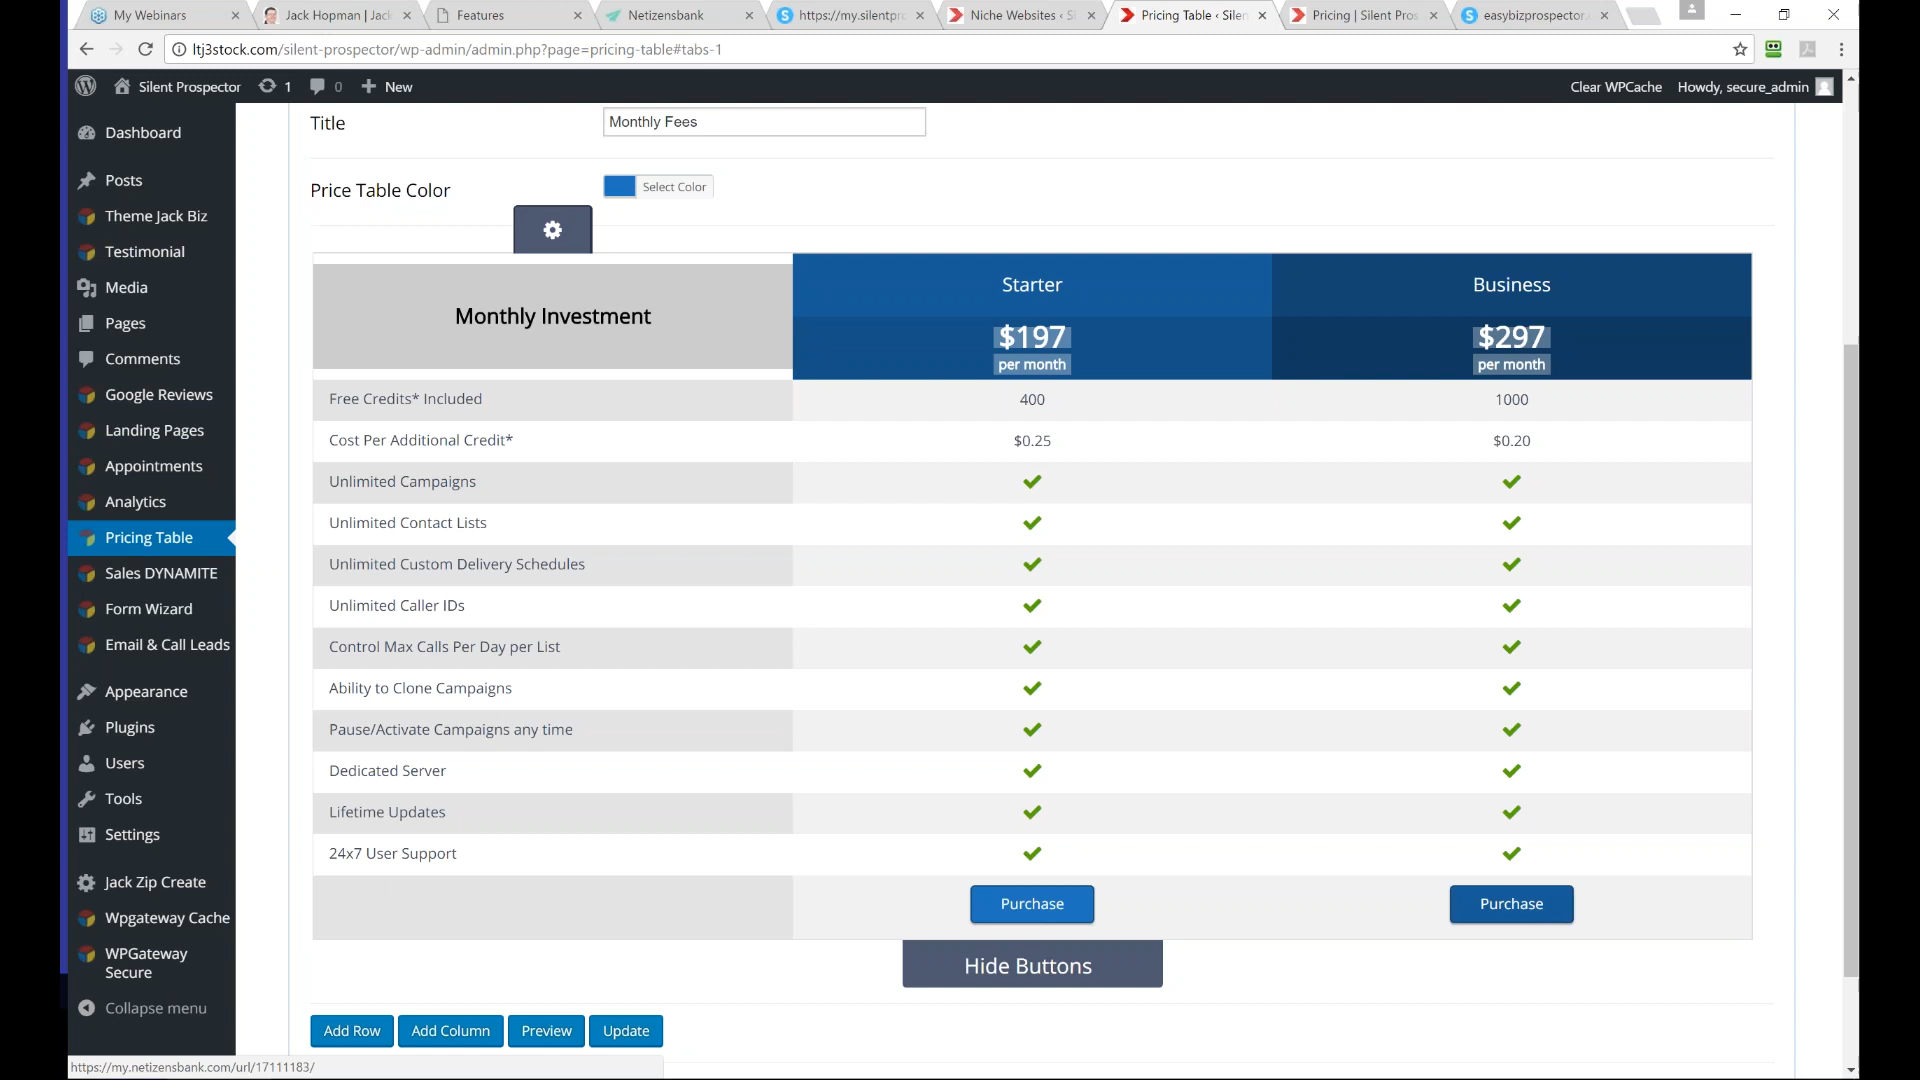 My Webinars
Jack Hopman | Jack
Features
Netizensbank
https://my.silentpro
Niche Websites ‹ Si
Pricing Table ‹ Silen
Pricing | Silent Pros
easybizprospector.
ltj3stock.com/silent-prospector/wp-admin/admin.php?page=pricing-table#tabs-1
Silent Prospector
1
0
New
Clear WPCache
Howdy, secure_admin
Dashboard
Posts
Theme Jack Biz
Testimonial
Media
Pages
Comments
Google Reviews
Landing Pages
Appointments
Analytics
Pricing Table
Sales DYNAMITE
Form Wizard
Email & Call Leads
Appearance
Plugins
Users
Tools
Settings
Jack Zip Create
Wpgateway Cache
WPGateway
Secure
Collapse menu
Title
Monthly Fees
Price Table Color
Select Color
Monthly Investment
Starter
Business
$197
$297
per month
per month
Free Credits* Included
400
1000
Cost Per Additional Credit*
$0.25
$0.20
Unlimited Campaigns
Unlimited Contact Lists
Unlimited Custom Delivery Schedules
Unlimited Caller IDs
Control Max Calls Per Day per List
Ability to Clone Campaigns
Pause/Activate Campaigns any time
Dedicated Server
Lifetime Updates
24x7 User Support
Purchase
Purchase
Hide Buttons
Add Row
Add Column
Preview
Update
https://my.netizensbank.com/url/17111183/